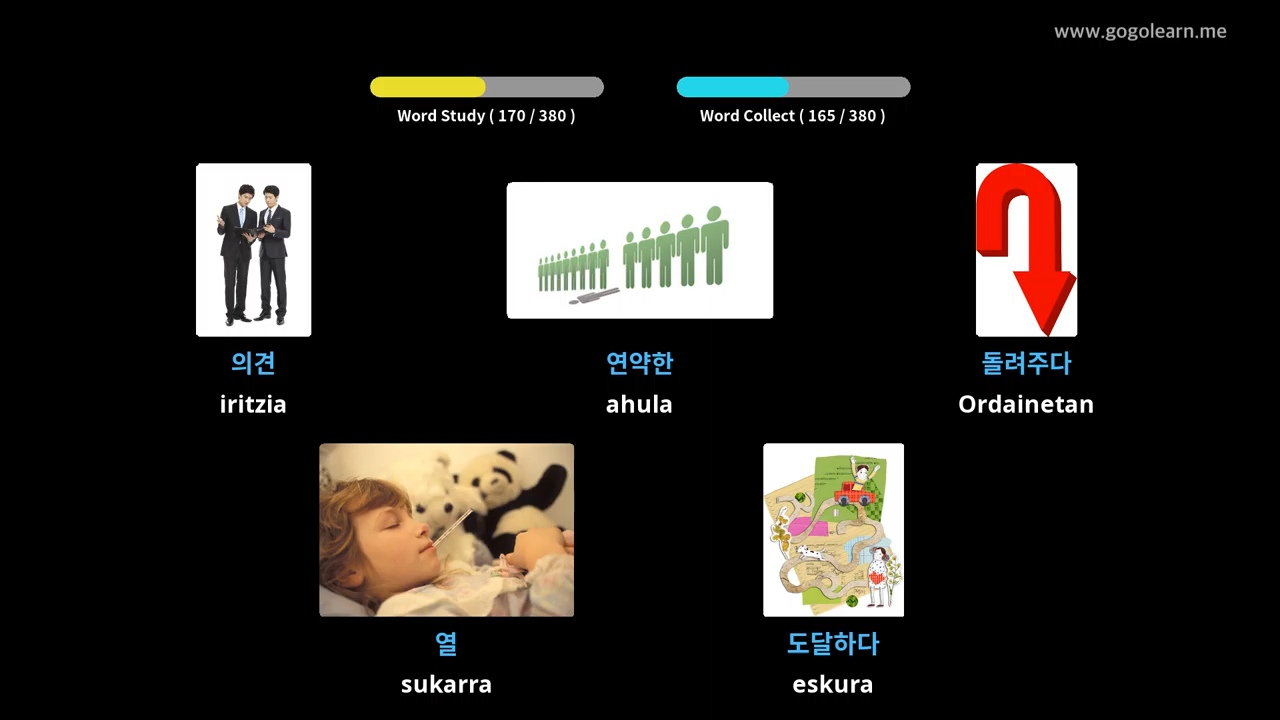 www.gogolearn.me
Word Study ( 170 / 380 )
Word Collect ( 165 / 380 )
의견
iritzia
연약한
ahula
돌려주다
Ordainetan
열
sukarra
도달하다
eskura